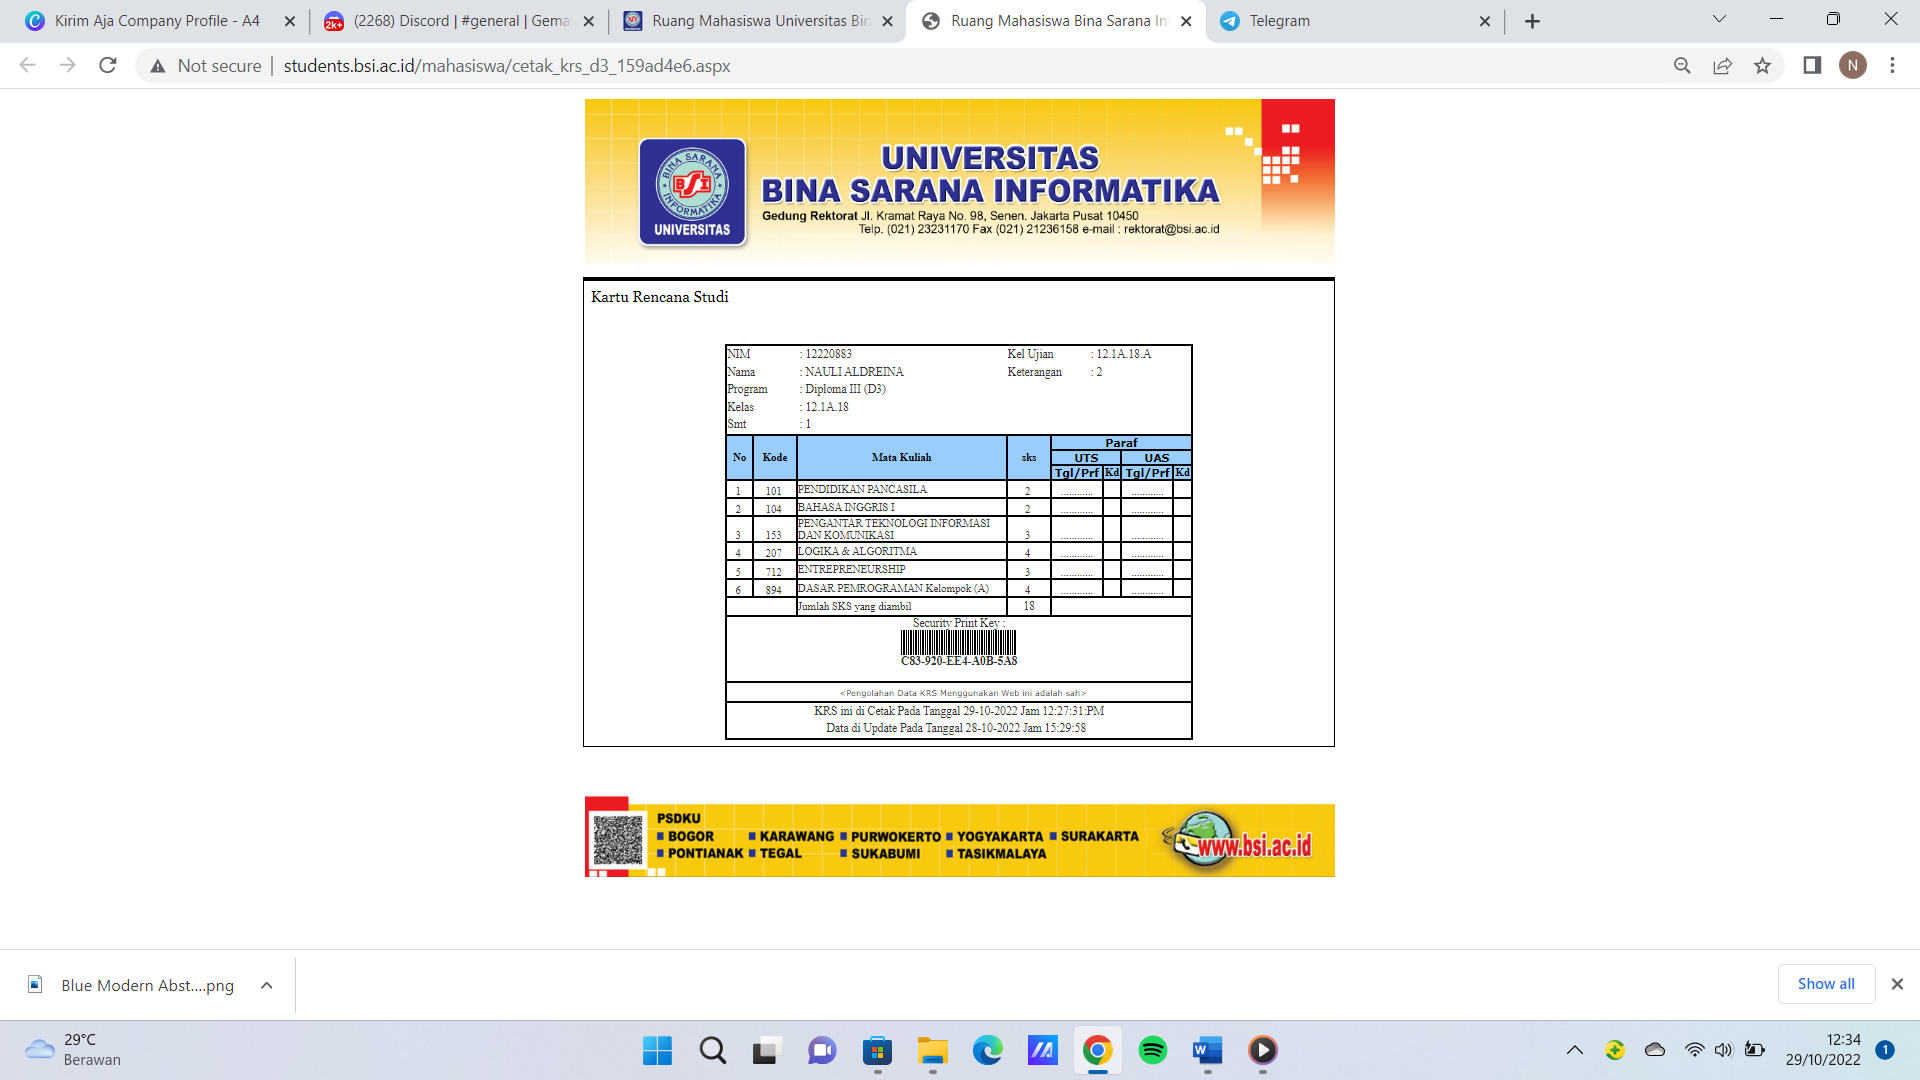 Kirim Aja Company Profile - A4
(2268) Discord | #general | Gema
Ruang Mahasiswa Universitas Bin
Ruang Mahasiswa Bina Sarana In
Telegram
Not secure
students.bsi.ac.id/mahasiswa/cetak_krs_d3_159ad4e6.aspx
N
BINA SARANA
BSI
INFORMATIKA
UNIVERSITAS
UNIVERSITAS
BINA SARANA INFORMATIKA
Gedung Rektorat Jl. Kramat Raya No. 98, Senen. Jakarta Pusat 10450
Telp. (021) 23231170 Fax (021) 21236158 e-mail : rektorat@bsi.ac.id
Kartu Rencana Studi
NIM : 12220883 Kel Ujian : 12.1A.18.A
Nama : NAULI ALDREINA Keterangan : 2
Program : Diploma III (D3)
Kelas : 12.1A.18
Smt : 1
No Kode Mata Kuliah sks Paraf
UTS UAS
Tgl/Prf Kd Tgl/Prf Kd
1 101 PENDIDIKAN PANCASILA 2 ............ ............
2 104 BAHASA INGGRIS I 2 ............ ............
3 153 PENGANTAR TEKNOLOGI INFORMASI
DAN KOMUNIKASI 3 ............ ............
4 207 LOGIKA & ALGORITMA 4 ............ ............
5 712 ENTREPRENEURSHIP 3 ............ ............
6 894 DASAR PEMROGRAMAN Kelompok (A) 4 ............ ............
Jumlah SKS yang diambil 18
Security Print Key :
C83-920-EE4-A0B-5A8
<Pengolahan Data KRS Menggunakan Web ini adalah sah>
KRS ini di Cetak Pada Tanggal 29-10-2022 Jam 12:27:31:PM
Data di Update Pada Tanggal 28-10-2022 Jam 15:29:58
PSDKU
BOGOR KARAWANG PURWOKERTO YOGYAKARTA SURAKARTA
PONTIANAK TEGAL SUKABUMI TASIKMALAYA
www.bsi.ac.id
Blue Modern Abst....png
Show all
29°C
Berawan
12:34
29/10/2022
1